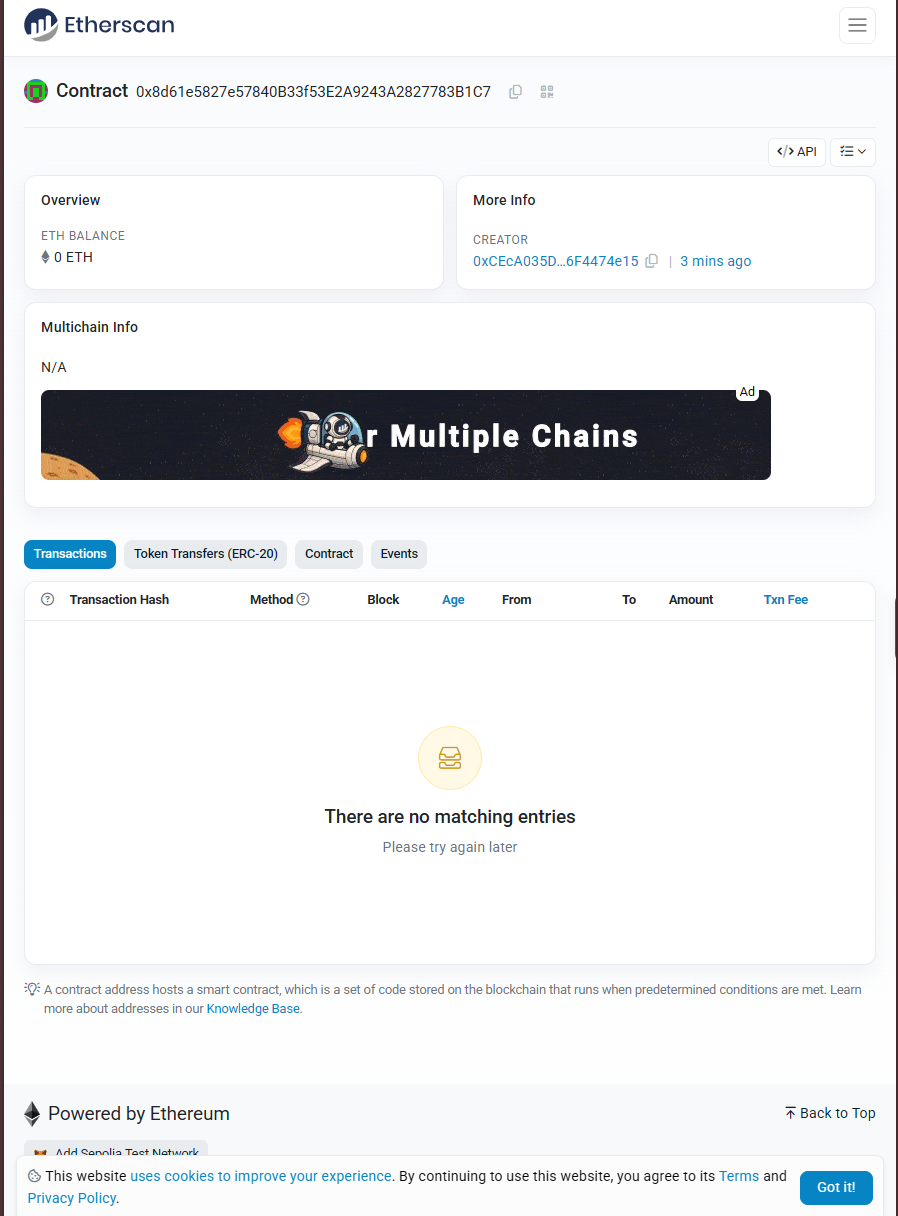 Etherscan
Contract 0x8d61e5827e57840B33f53E2A9243A2827783B1C7
</> API
Overview
ETH BALANCE
0 ETH
More Info
CREATOR
0xCEcA035D...6F4474e15 | 3 mins ago
Multichain Info
N/A
Ad
r Multiple Chains
Transactions Token Transfers (ERC-20) Contract Events
Transaction Hash Method Block Age From To Amount Txn Fee
There are no matching entries
Please try again later
A contract address hosts a smart contract, which is a set of code stored on the blockchain that runs when predetermined conditions are met. Learn
more about addresses in our Knowledge Base.
Powered by Ethereum
Back to Top
Add Sepolia Test Network
This website uses cookies to improve your experience. By continuing to use this website, you agree to its Terms and
Privacy Policy.
Got it!